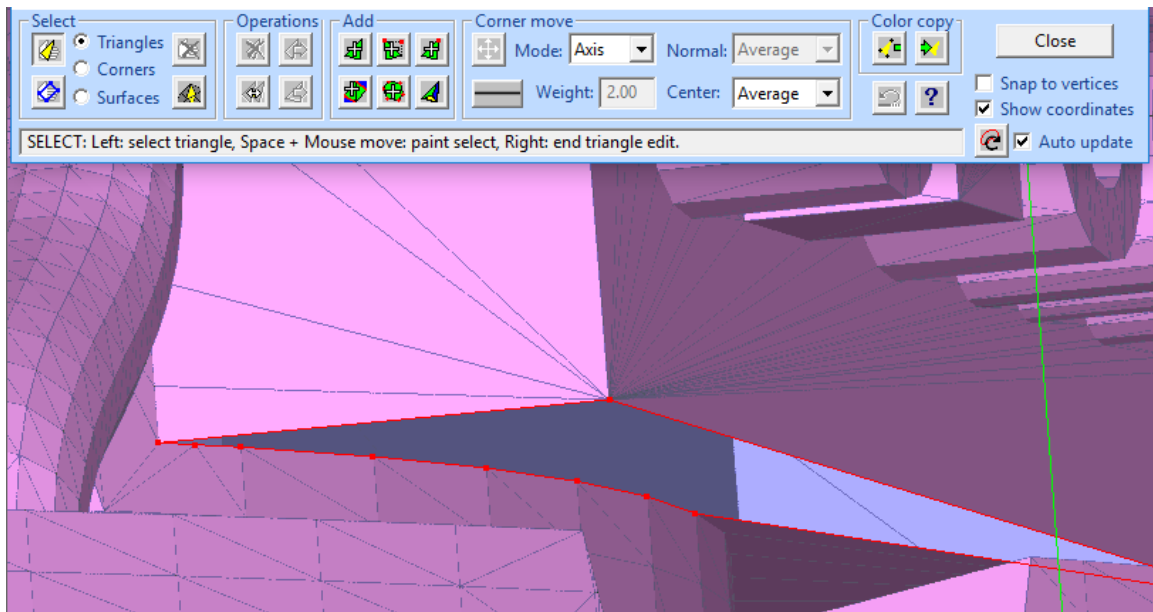 Select
Operations
Add
Corner move
Color copy
Triangles
Corners
Surfaces
Mode: Axis
Normal: Average
Weight: 2.00
Center: Average
?
Close
Snap to vertices
Show coordinates
Auto update
SELECT: Left: select triangle, Space + Mouse move: paint select, Right: end triangle edit.